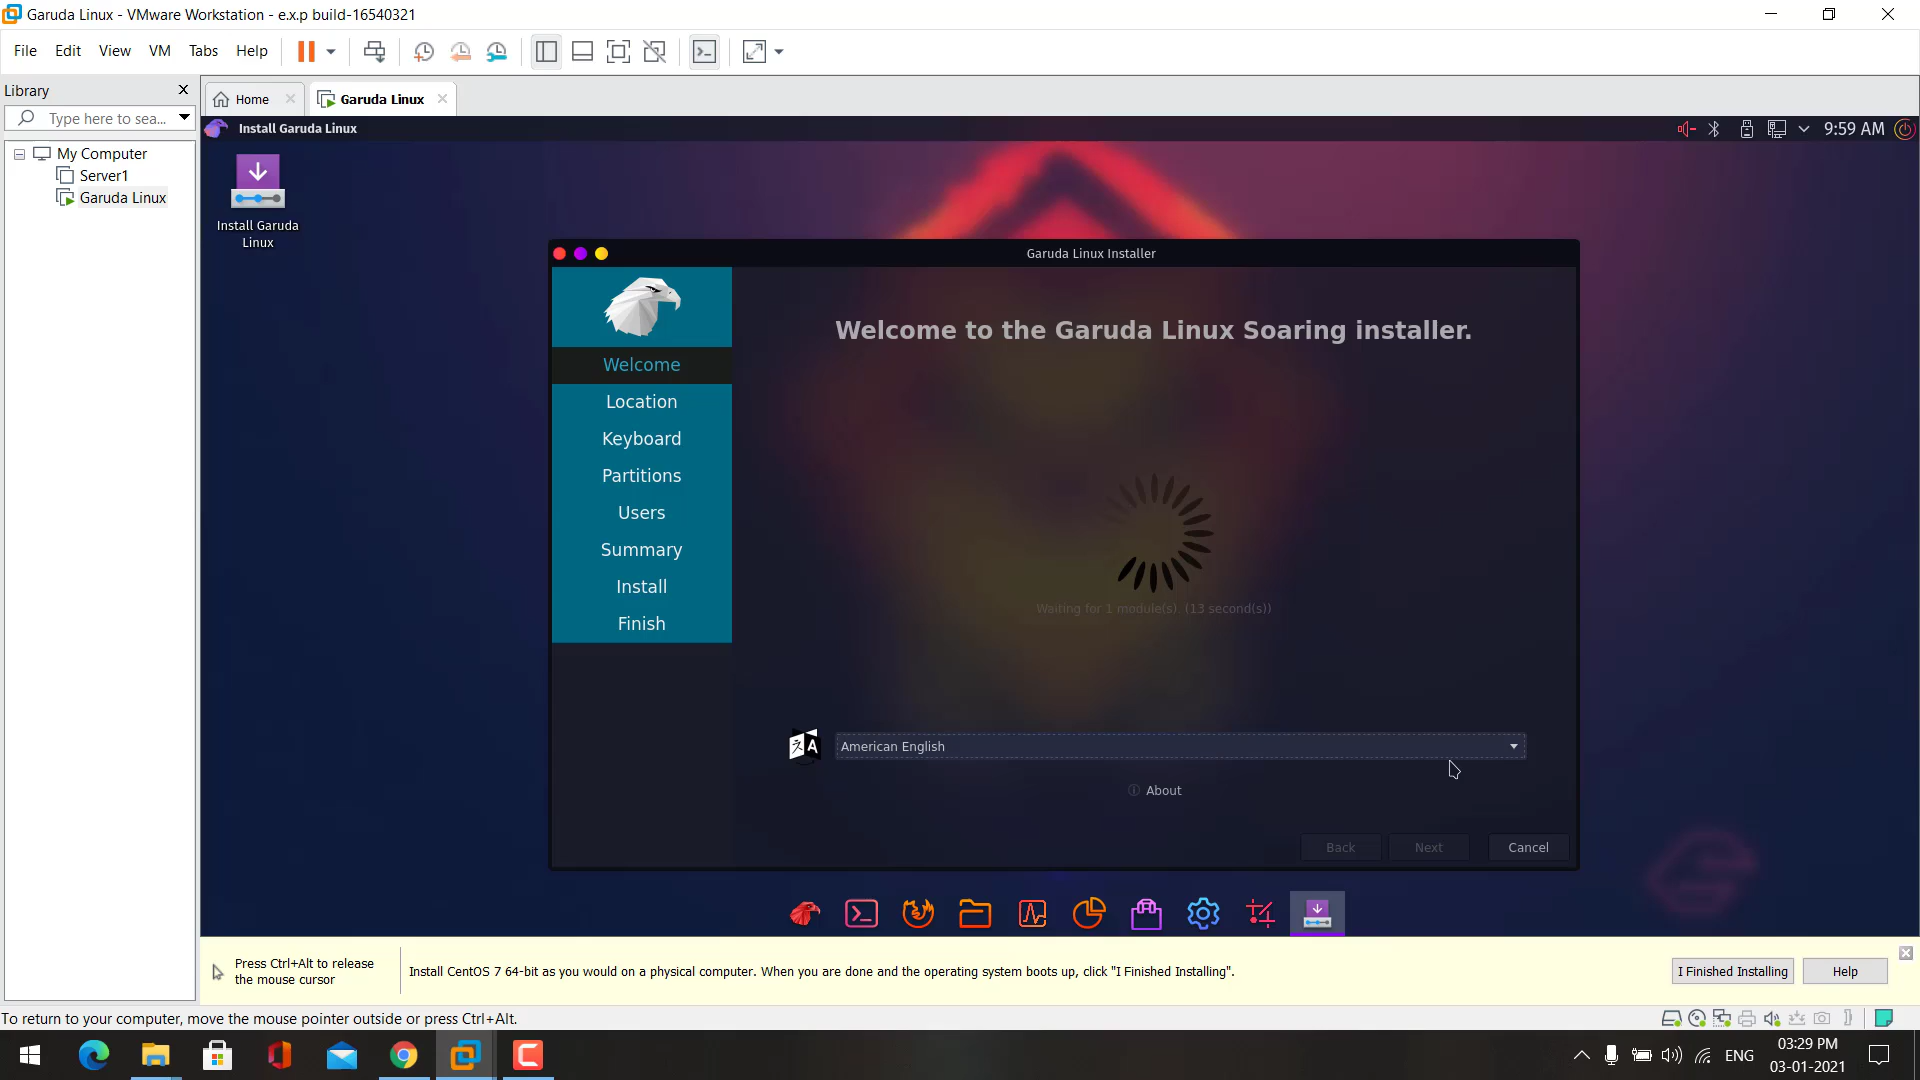 Garuda Linux - VMware Workstation - e.x.p build-16540321
File Edit View VM Tabs Help
Library
Type here to sea...
Home
Garuda Linux
My Computer
Server1
Garuda Linux
Install Garuda Linux
9:59 AM
Install Garuda
Linux
Garuda Linux Installer
Welcome to the Garuda Linux Soaring installer.
Welcome
Location
Keyboard
Partitions
Users
Summary
Install
Finish
Waiting for 1 module(s). (13 second(s))
American English
About
Back
Next
Cancel
Press Ctrl+Alt to release
the mouse cursor
Install CentOS 7 64-bit as you would on a physical computer. When you are done and the operating system boots up, click "I Finished Installing".
I Finished Installing
Help
To return to your computer, move the mouse pointer outside or press Ctrl+Alt.
ENG
03:29 PM
03-01-2021